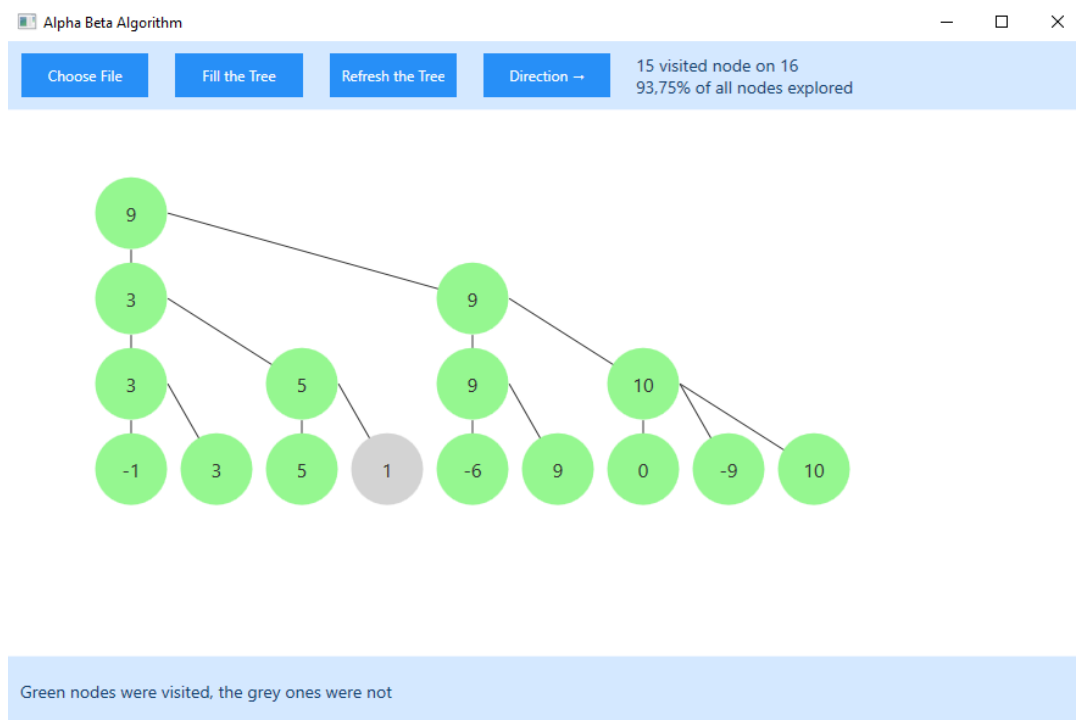 Alpha Beta Algorithm
Choose File
Fill the Tree
Refresh the Tree
Direction →
15 visited node on 16
93,75% of all nodes explored
9
3 9
3 5 9 10
-1 3 5 1 -6 9 0 -9 10
Green nodes were visited, the grey ones were not